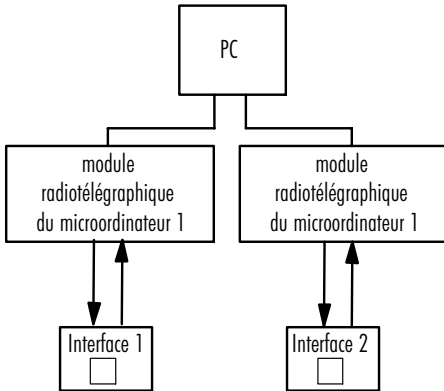 PC
module
radiotélégraphique
du microordinateur 1
module
radiotélégraphique
du microordinateur 1
Interface 1
Interface 2